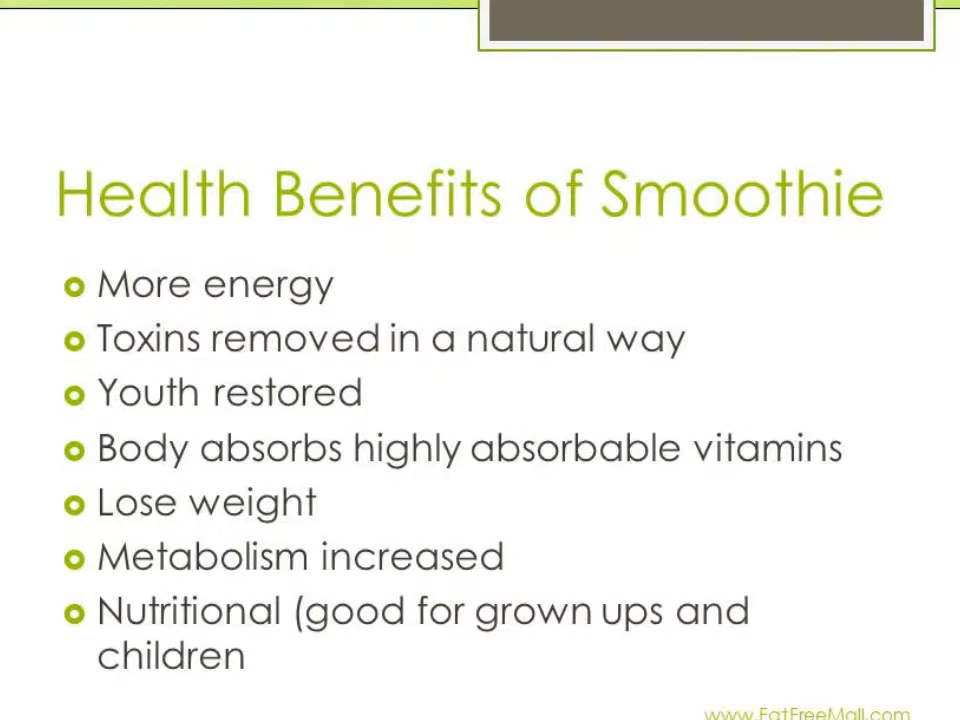 Health Benefits of Smoothie
More energy
Toxins removed in a natural way
Youth restored
Body absorbs highly absorbable vitamins
Lose weight
Metabolism increased
Nutritional (good for grown ups and
children
www.FatFreeMall.com